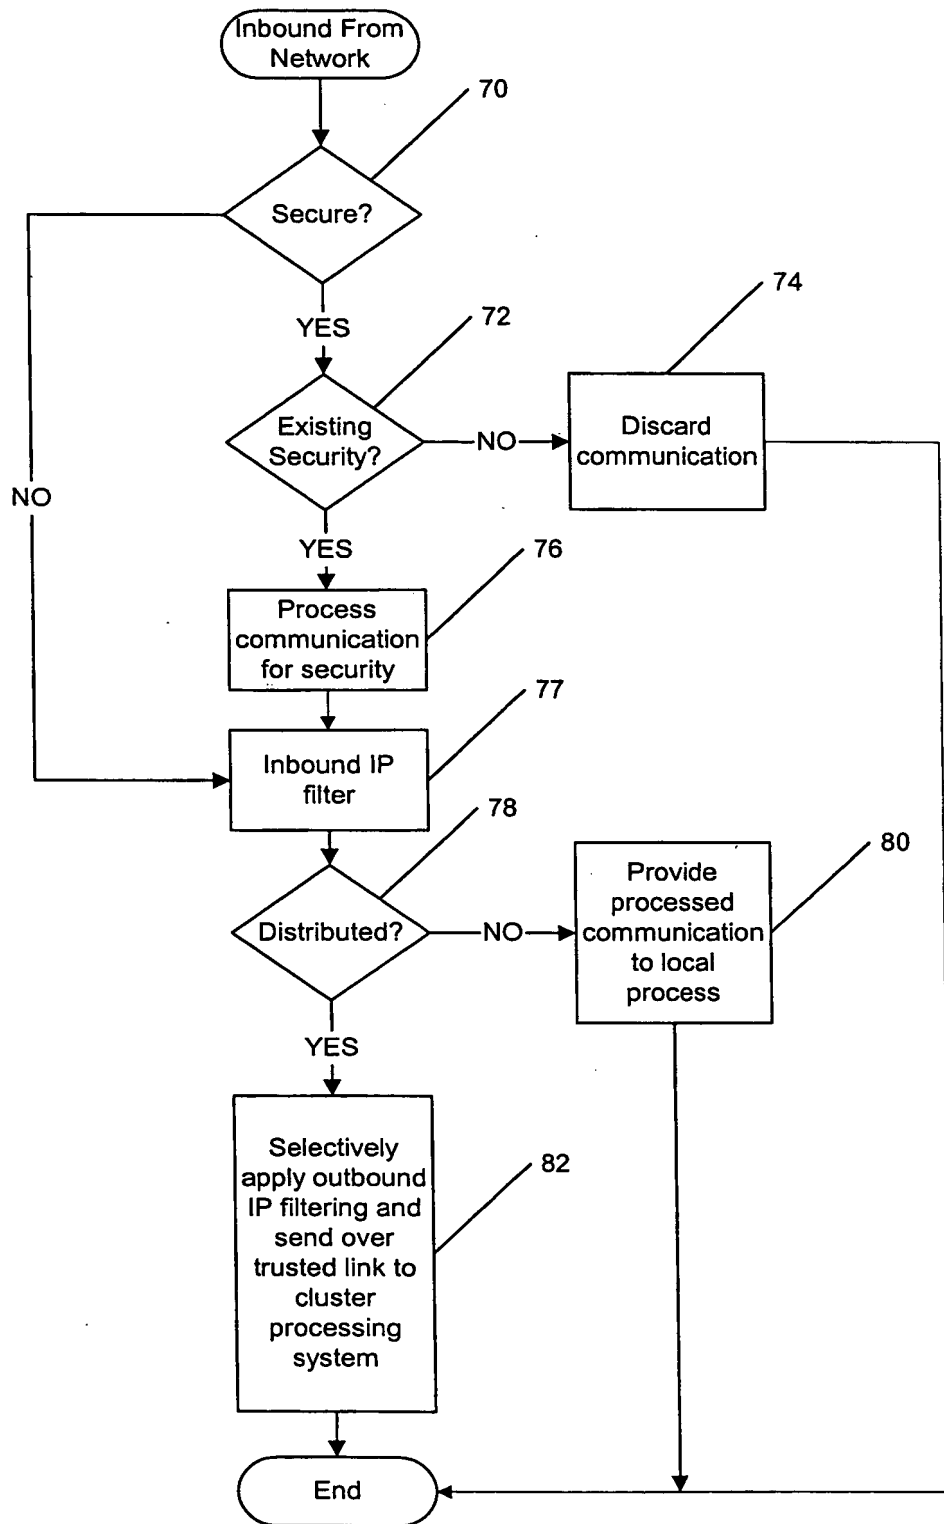 Inbound From
Network
70
Secure?
YES
72
74
Existing
Security?
NO
Discard
communication
NO
YES
76
Process
communication
for security
77
Inbound IP
filter
78
80
Distributed?
NO
Provide
processed
communication
to local
process
YES
82
Selectively
apply outbound
IP filtering and
send over
trusted link to
cluster
processing
system
End